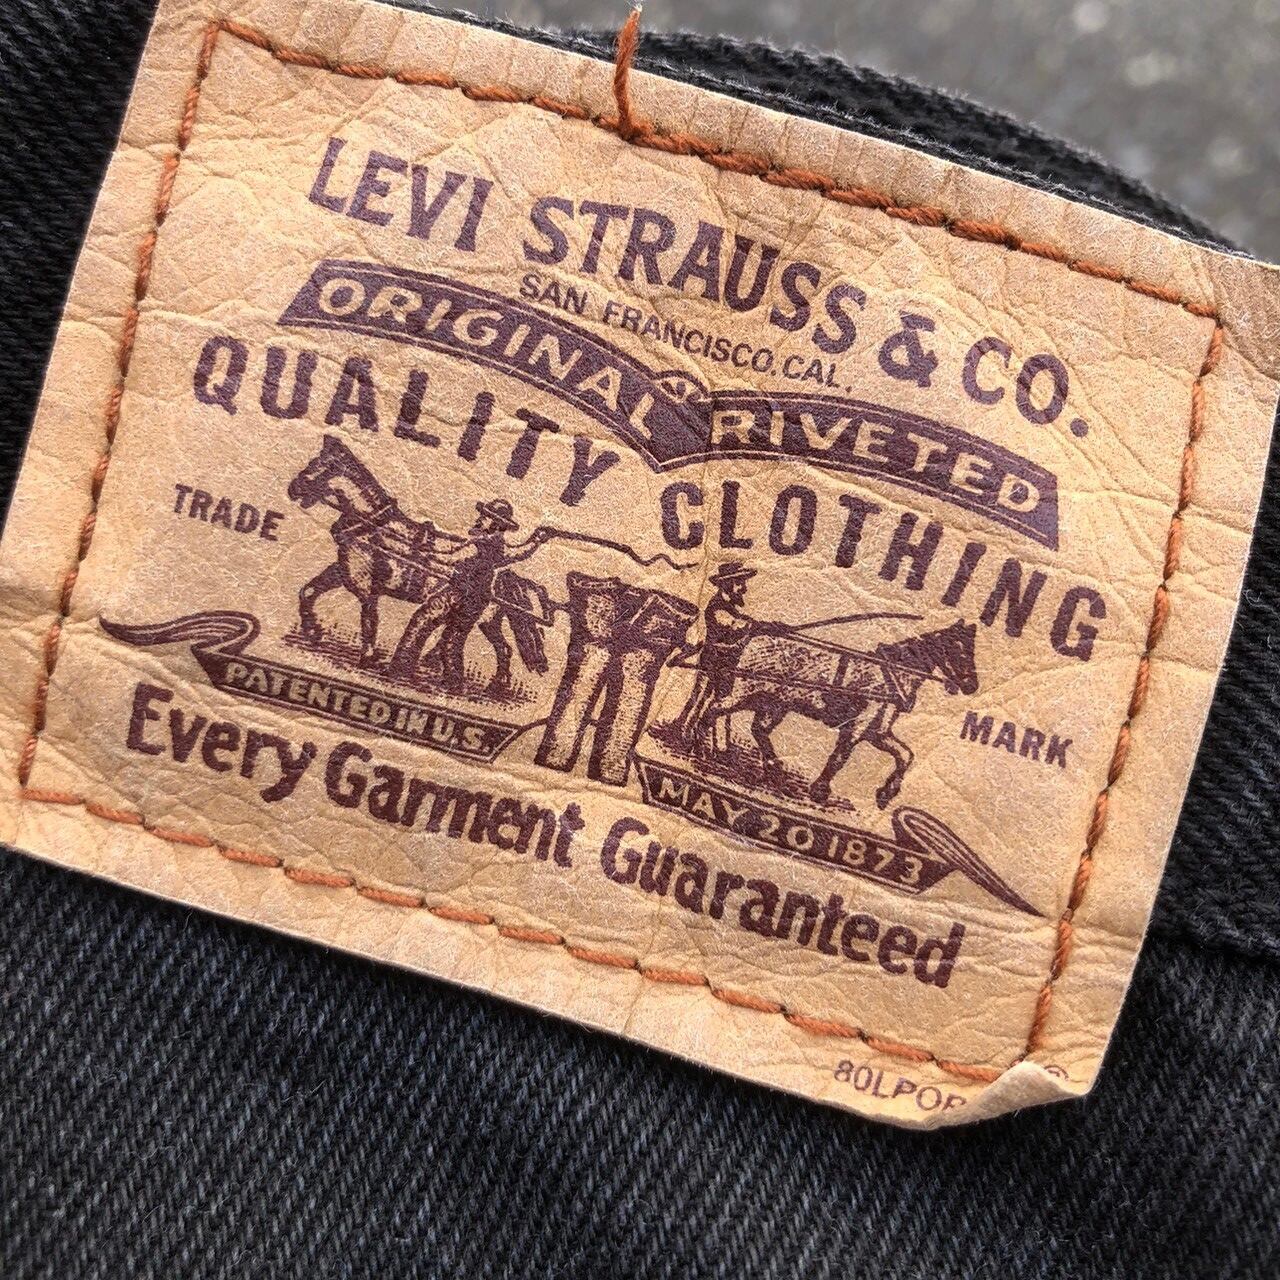 LEVI STRAUSS & CO.
SAN FRANCISCO, CAL.
ORIGINAL RIVETED
QUALITY CLOTHING
TRADE MARK
PATENTED IN U.S.
MAY 20 1873
Every Garment Guaranteed
®